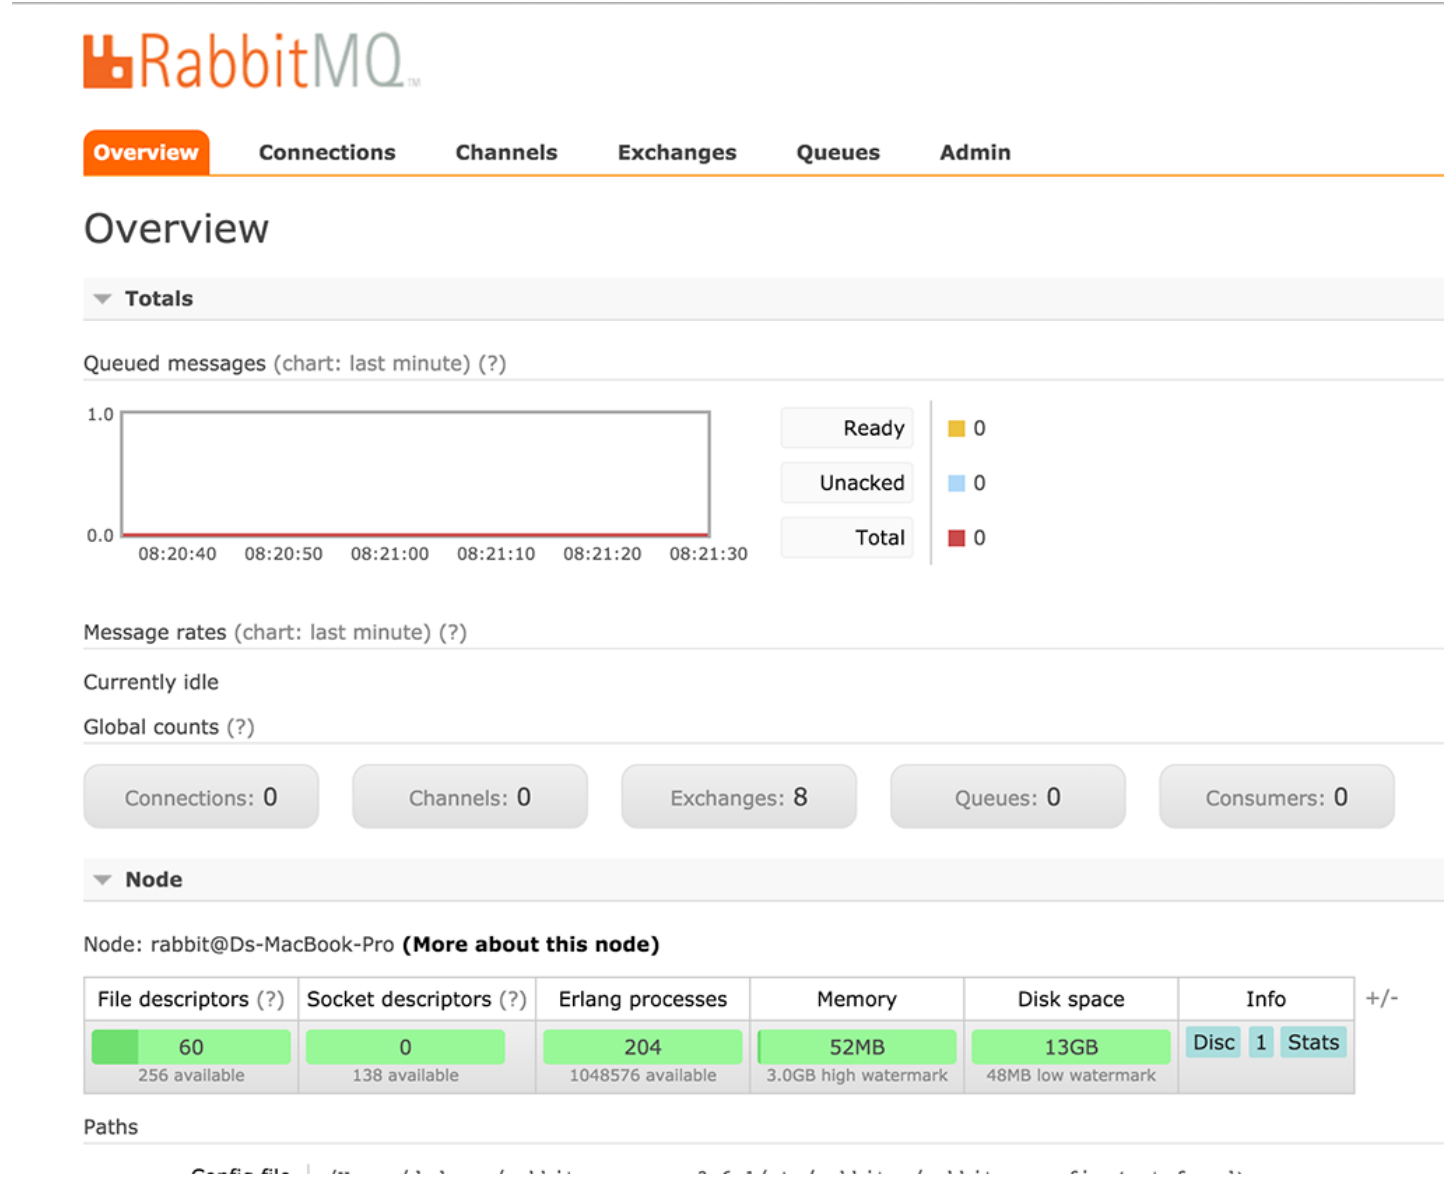 RabbitMQ™
Overview Connections Channels Exchanges Queues Admin
Overview
Totals
Queued messages (chart: last minute) (?)
1.0
0.0
08:20:40 08:20:50 08:21:00 08:21:10 08:21:20 08:21:30
Ready 0
Unacked 0
Total 0
Message rates (chart: last minute) (?)
Currently idle
Global counts (?)
Connections: 0 Channels: 0 Exchanges: 8 Queues: 0 Consumers: 0
Node
Node: rabbit@Ds-MacBook-Pro (More about this node)
File descriptors (?) Socket descriptors (?) Erlang processes Memory Disk space Info +/-
60 0 204 52MB 13GB Disc 1 Stats
256 available 138 available 1048576 available 3.0GB high watermark 48MB low watermark
Paths
Config file